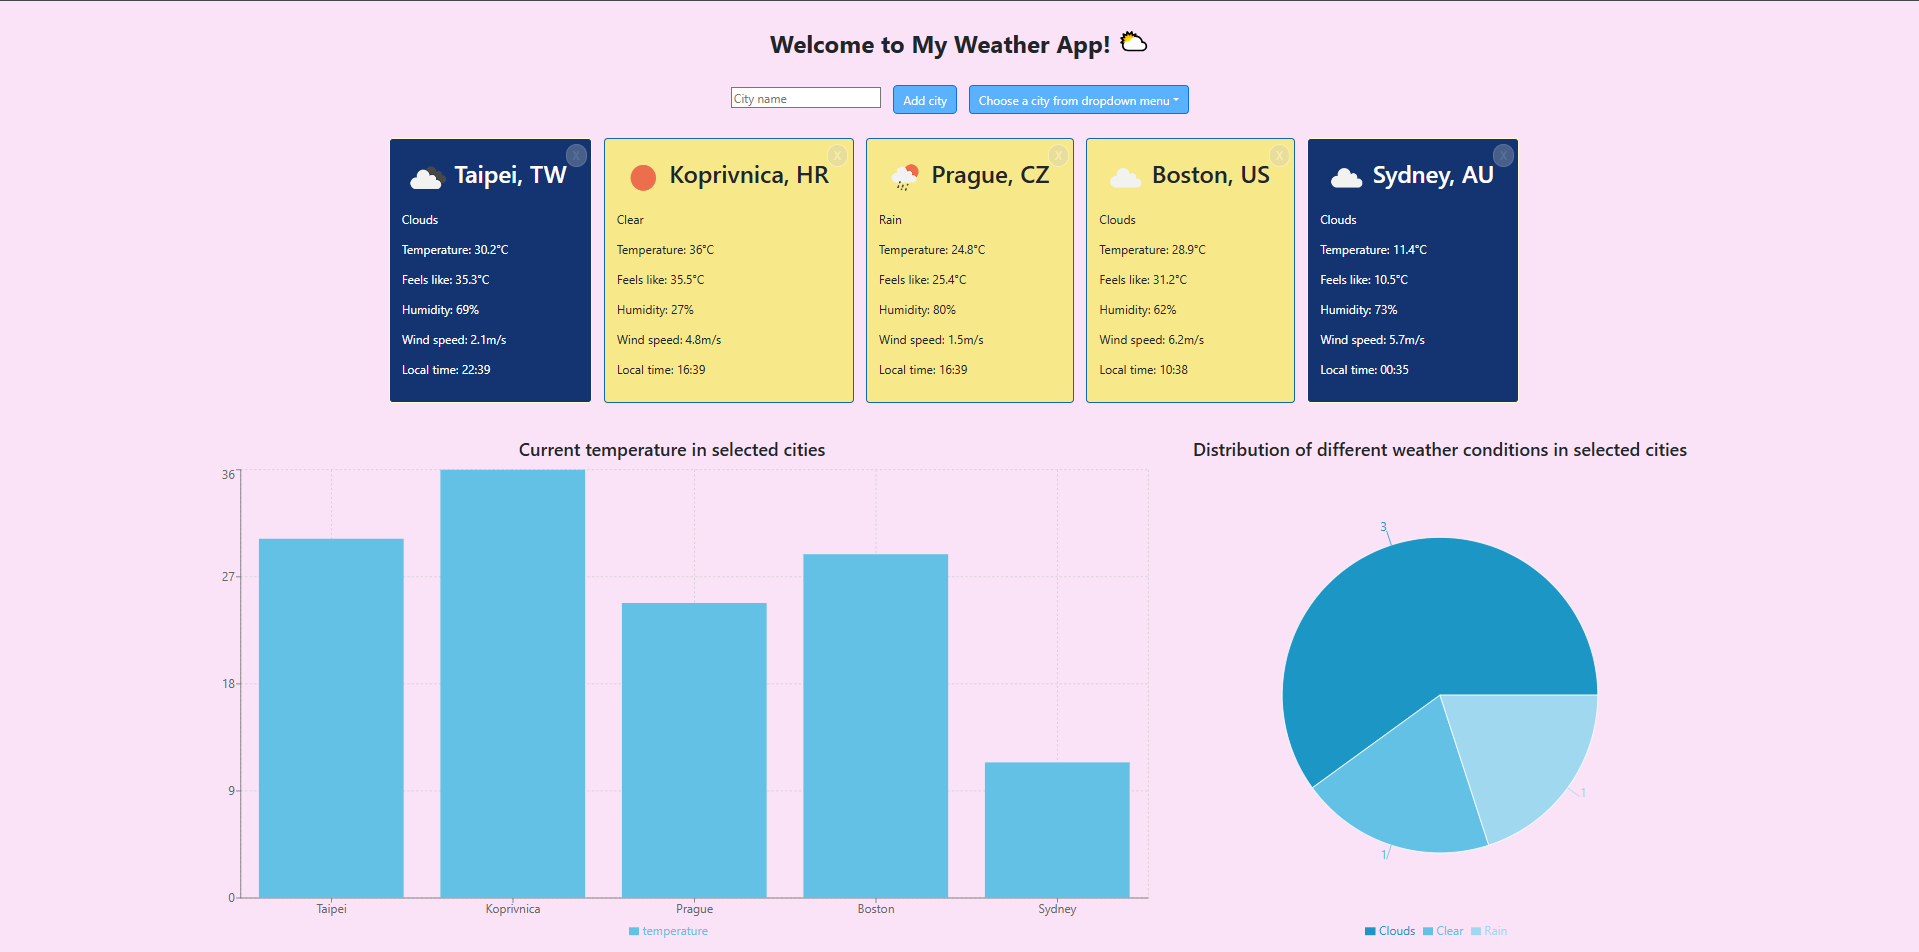 Welcome to My Weather App!
City name
Add city
Choose a city from dropdown menu
X
Taipei, TW
Clouds
Temperature: 30.2°C
Feels like: 35.3°C
Humidity: 69%
Wind speed: 2.1m/s
Local time: 22:39
X
Koprivnica, HR
Clear
Temperature: 36°C
Feels like: 35.5°C
Humidity: 27%
Wind speed: 4.8m/s
Local time: 16:39
X
Prague, CZ
Rain
Temperature: 24.8°C
Feels like: 25.4°C
Humidity: 80%
Wind speed: 1.5m/s
Local time: 16:39
X
Boston, US
Clouds
Temperature: 28.9°C
Feels like: 31.2°C
Humidity: 62%
Wind speed: 6.2m/s
Local time: 10:38
X
Sydney, AU
Clouds
Temperature: 11.4°C
Feels like: 10.5°C
Humidity: 73%
Wind speed: 5.7m/s
Local time: 00:35
Current temperature in selected cities
36
27
18
9
0
Taipei Koprivnica Prague Boston Sydney
temperature
Distribution of different weather conditions in selected cities
3
1
1
Clouds Clear Rain